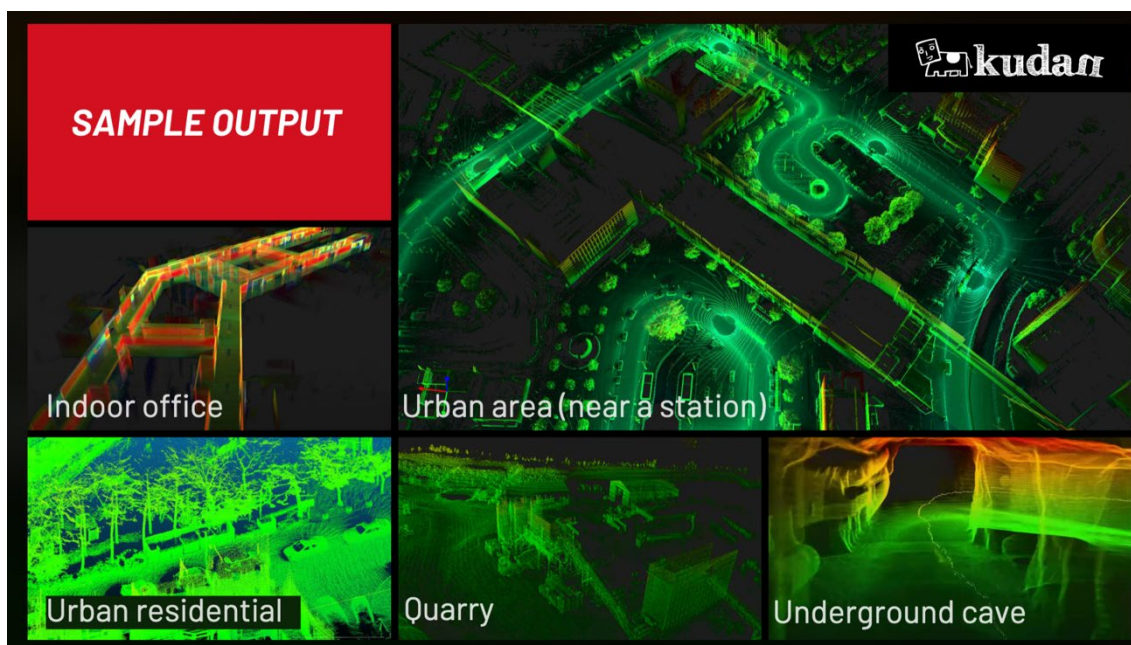 SAMPLE OUTPUT
kudan
Indoor office
Urban area (near a station)
Urban residential
Quarry
Underground cave